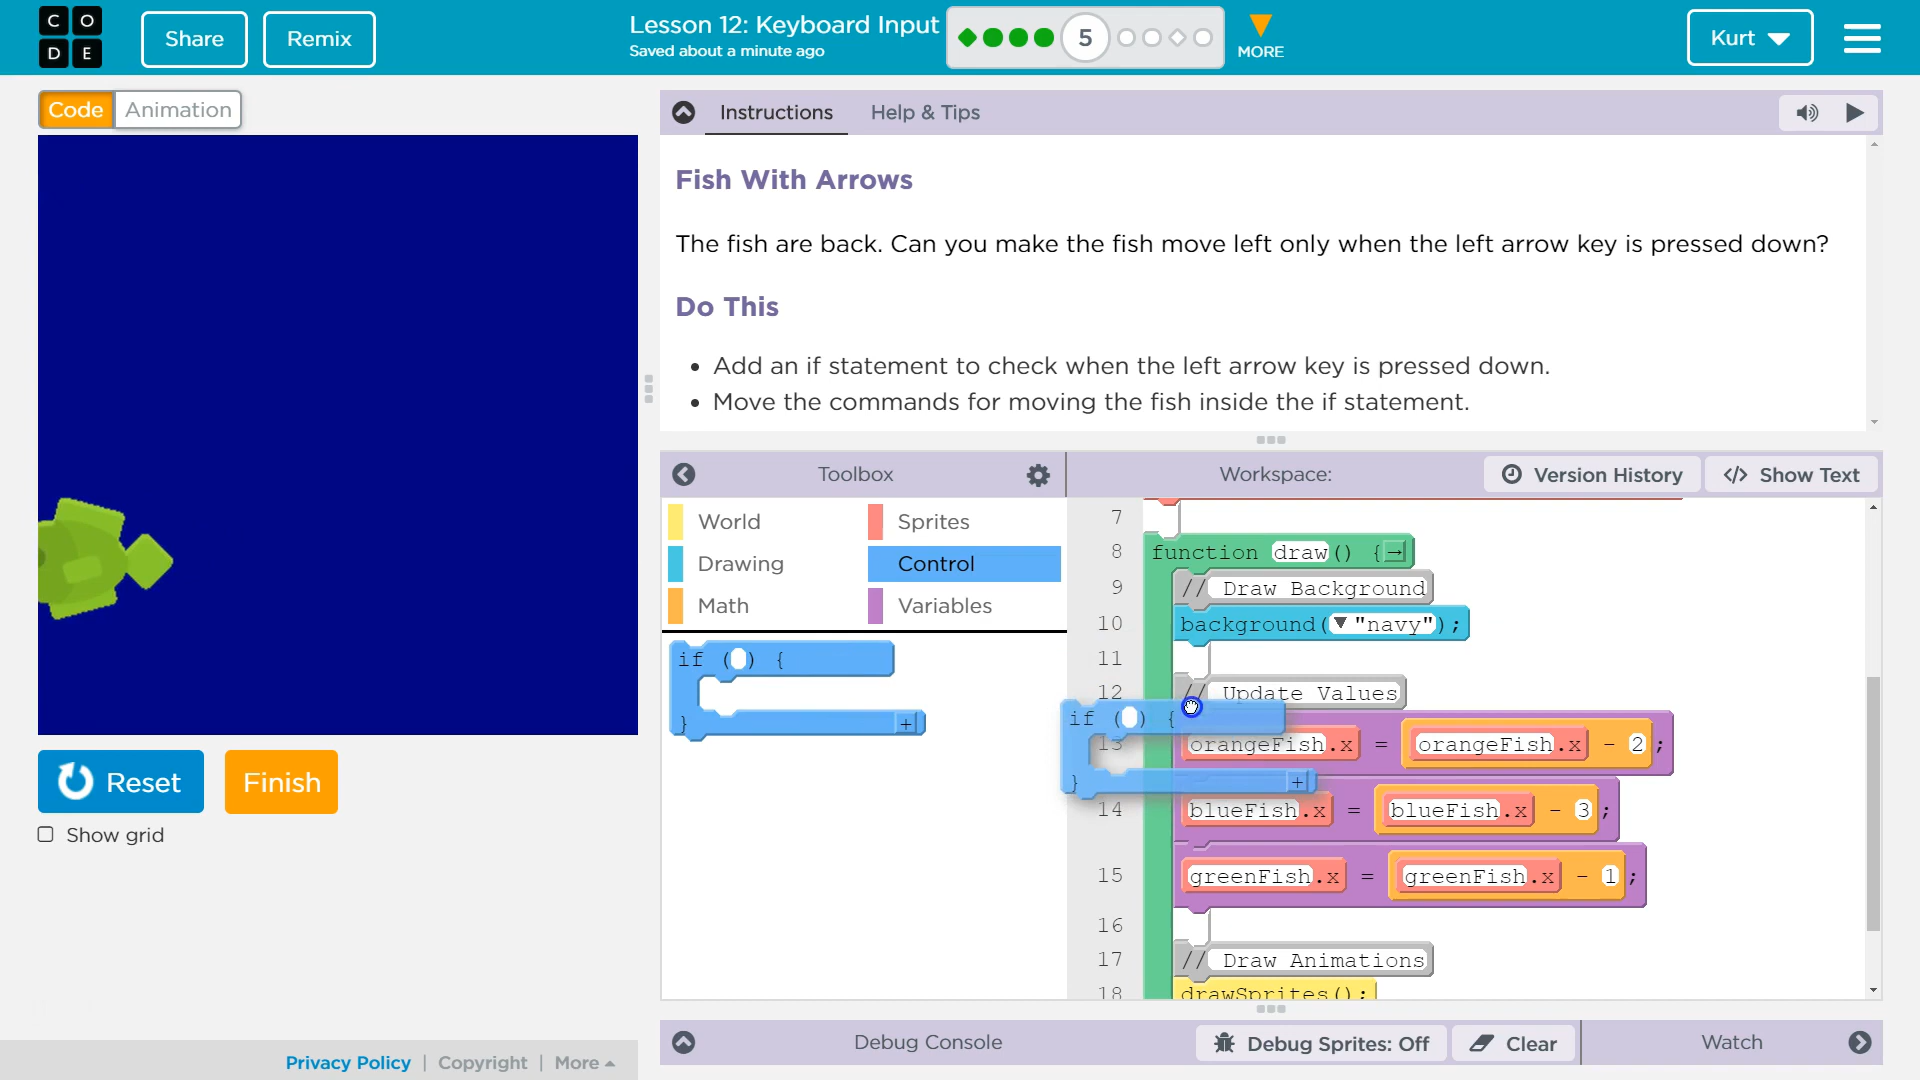 C O
D E
Share
Remix
Lesson 12: Keyboard Input
Saved about a minute ago
5
MORE
Kurt
Code
Animation
Instructions
Help & Tips
Fish With Arrows
The fish are back. Can you make the fish move left only when the left arrow key is pressed down?
Do This
• Add an if statement to check when the left arrow key is pressed down.
• Move the commands for moving the fish inside the if statement.
Toolbox
Workspace:
Version History
</> Show Text
World
Sprites
Drawing
Control
Math
Variables
if ( ) {
} +
7
8 function draw() {→
9 // Draw Background
10 background(▼"navy");
11
12 // Update Values
if ( ) {
} +
13 orangeFish.x = orangeFish.x - 2;
14 blueFish.x = blueFish.x - 3;
15 greenFish.x = greenFish.x - 1;
16
17 // Draw Animations
18 drawSprites();
Reset
Finish
Show grid
Debug Console
Debug Sprites: Off
Clear
Watch
Privacy Policy | Copyright | More